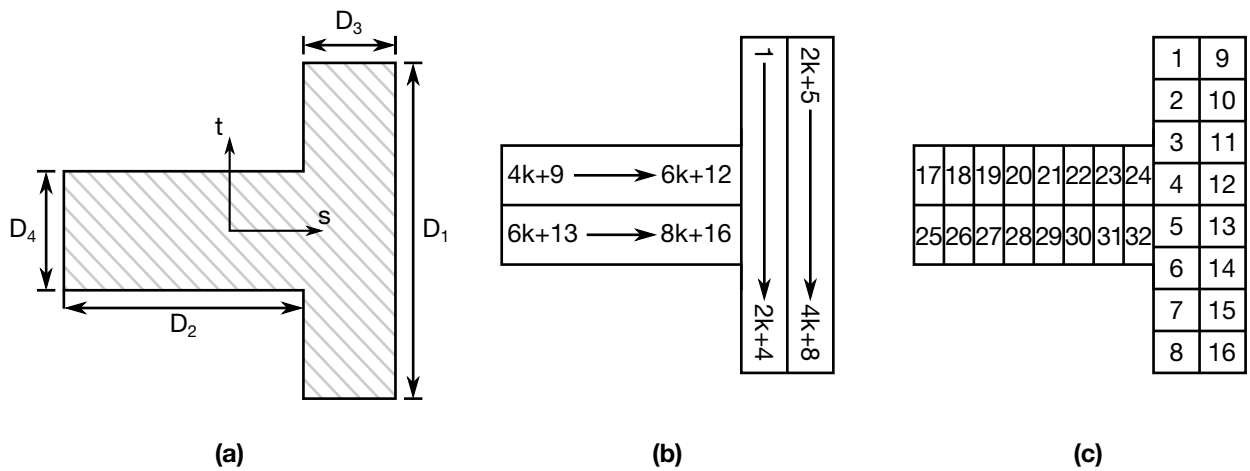 D3
t
s
D4
D2
D1
(a)
1
2k+5
4k+9
6k+12
6k+13
8k+16
2k+4
4k+8
(b)
1 9
2 10
3 11
4 12
5 13
6 14
7 15
8 16
17 18 19 20 21 22 23 24
25 26 27 28 29 30 31 32
(c)